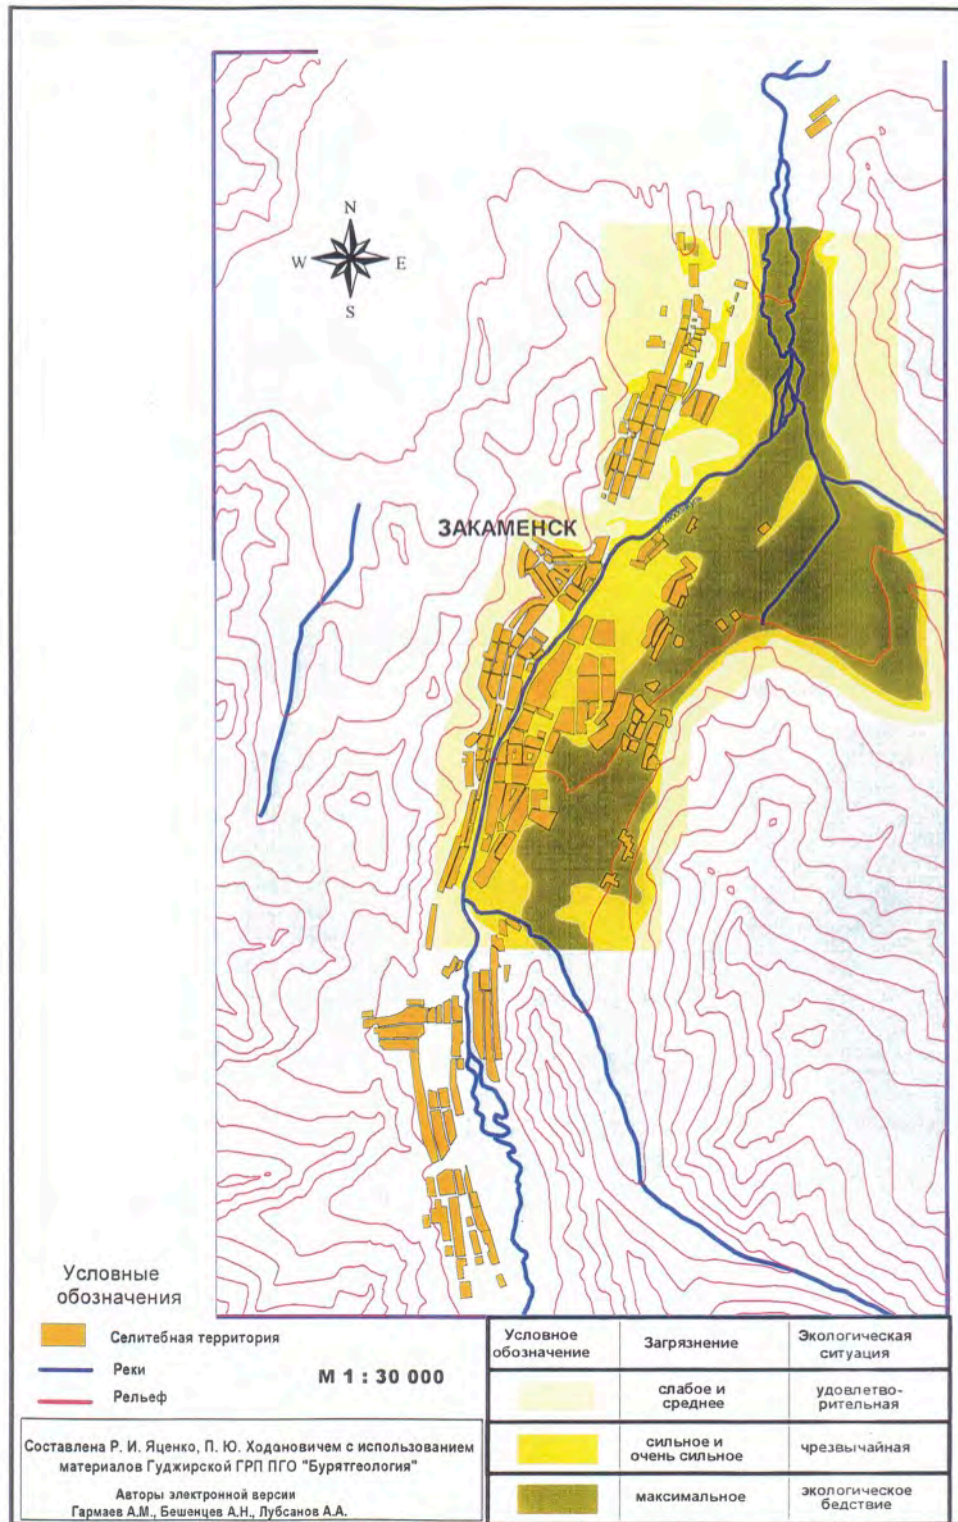 N
W
E
S
ЗАКАМЕНСК
Условные
обозначения
Селитебная территория
Реки
Рельеф
М 1 : 30 000
Составлена Р. И. Яценко, П. Ю. Ходановичем с использованием
материалов Гуджирской ГРП ПГО "Бурятгеология"
Авторы электронной версии
Гармаев А.М., Бешенцев А.Н., Лубсанов А.А.
Условное
обозначение
Загрязнение
Экологическая
ситуация
слабое и
среднее
удовлетво-
рительная
сильное и
очень сильное
чрезвычайная
максимальное
экологическое
бедствие